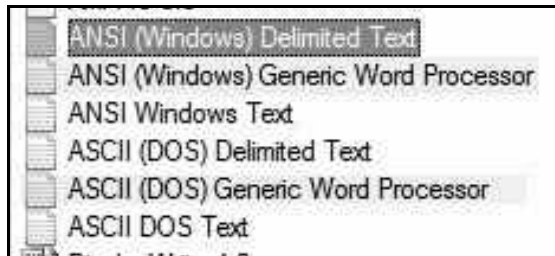 ANSI (Windows) Delimited Text
ANSI (Windows) Generic Word Processor
ANSI Windows Text
ASCII (DOS) Delimited Text
ASCII (DOS) Generic Word Processor
ASCII DOS Text